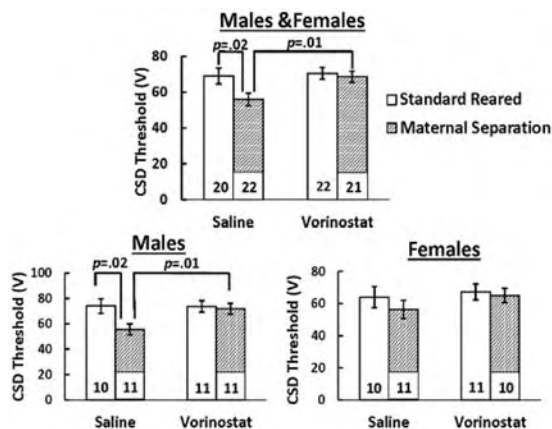 Males &Females
p=.02
p=.01
80
60
40
20
0
CSD Threshold (V)
20
22
22
21
Saline
Vorinostat
Standard Reared
Maternal Separation
Males
p=.02
p=.01
100
80
60
40
20
0
CSD Threshold (V)
10
11
11
11
Saline
Vorinostat
Females
80
60
40
20
0
CSD Threshold (V)
10
11
11
10
Saline
Vorinostat